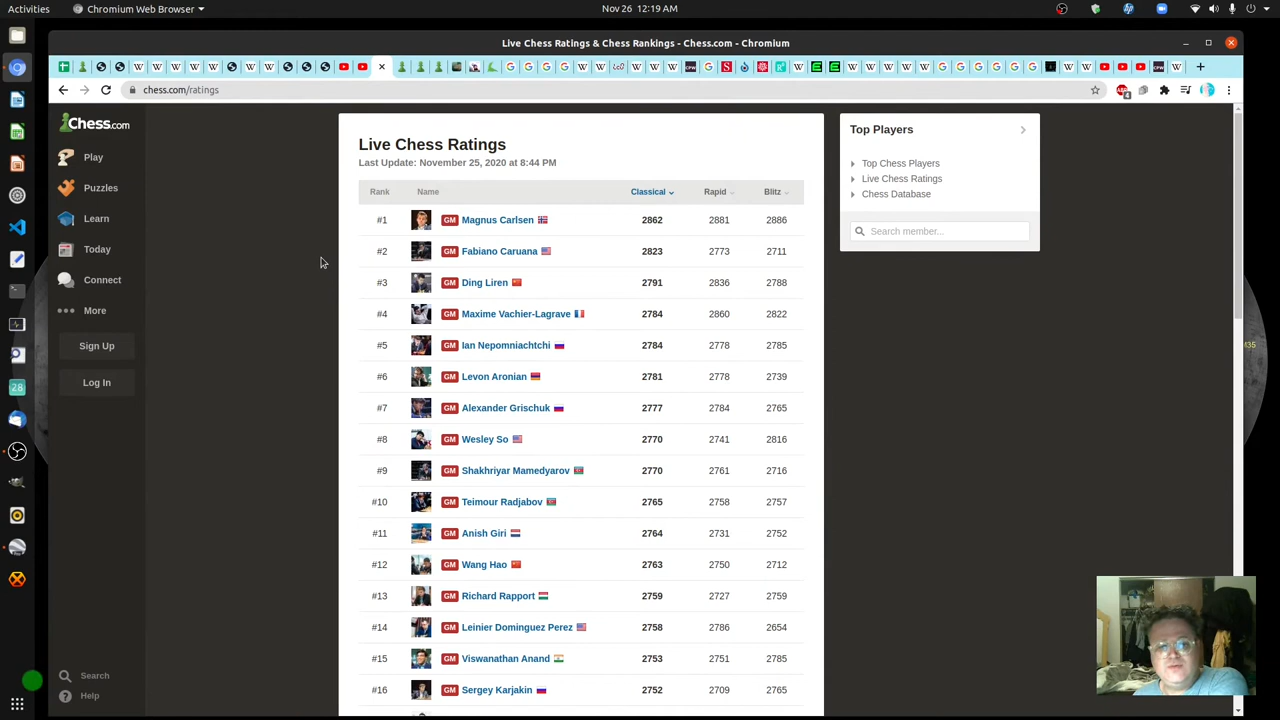 Activities
Chromium Web Browser
Nov 26 12:19 AM
Live Chess Ratings & Chess Rankings - Chess.com - Chromium
chess.com/ratings
Chess.com
Play
Puzzles
Learn
Today
Connect
More
Sign Up
Log In
Search
Help
Live Chess Ratings
Last Update: November 25, 2020 at 8:44 PM
Rank Name Classical Rapid Blitz
#1 GM Magnus Carlsen 2862 2881 2886
#2 GM Fabiano Caruana 2823 2773 2711
#3 GM Ding Liren 2791 2836 2788
#4 GM Maxime Vachier-Lagrave 2784 2860 2822
#5 GM Ian Nepomniachtchi 2784 2778 2785
#6 GM Levon Aronian 2781 2778 2739
#7 GM Alexander Grischuk 2777 2784 2765
#8 GM Wesley So 2770 2741 2816
#9 GM Shakhriyar Mamedyarov 2770 2761 2716
#10 GM Teimour Radjabov 2765 2758 2757
#11 GM Anish Giri 2764 2731 2752
#12 GM Wang Hao 2763 2750 2712
#13 GM Richard Rapport 2759 2727 2759
#14 GM Leinier Dominguez Perez 2758 2786 2654
#15 GM Viswanathan Anand 2753 2751 2785
#16 GM Sergey Karjakin 2752 2709 2765
Top Players
Top Chess Players
Live Chess Ratings
Chess Database
Search member...